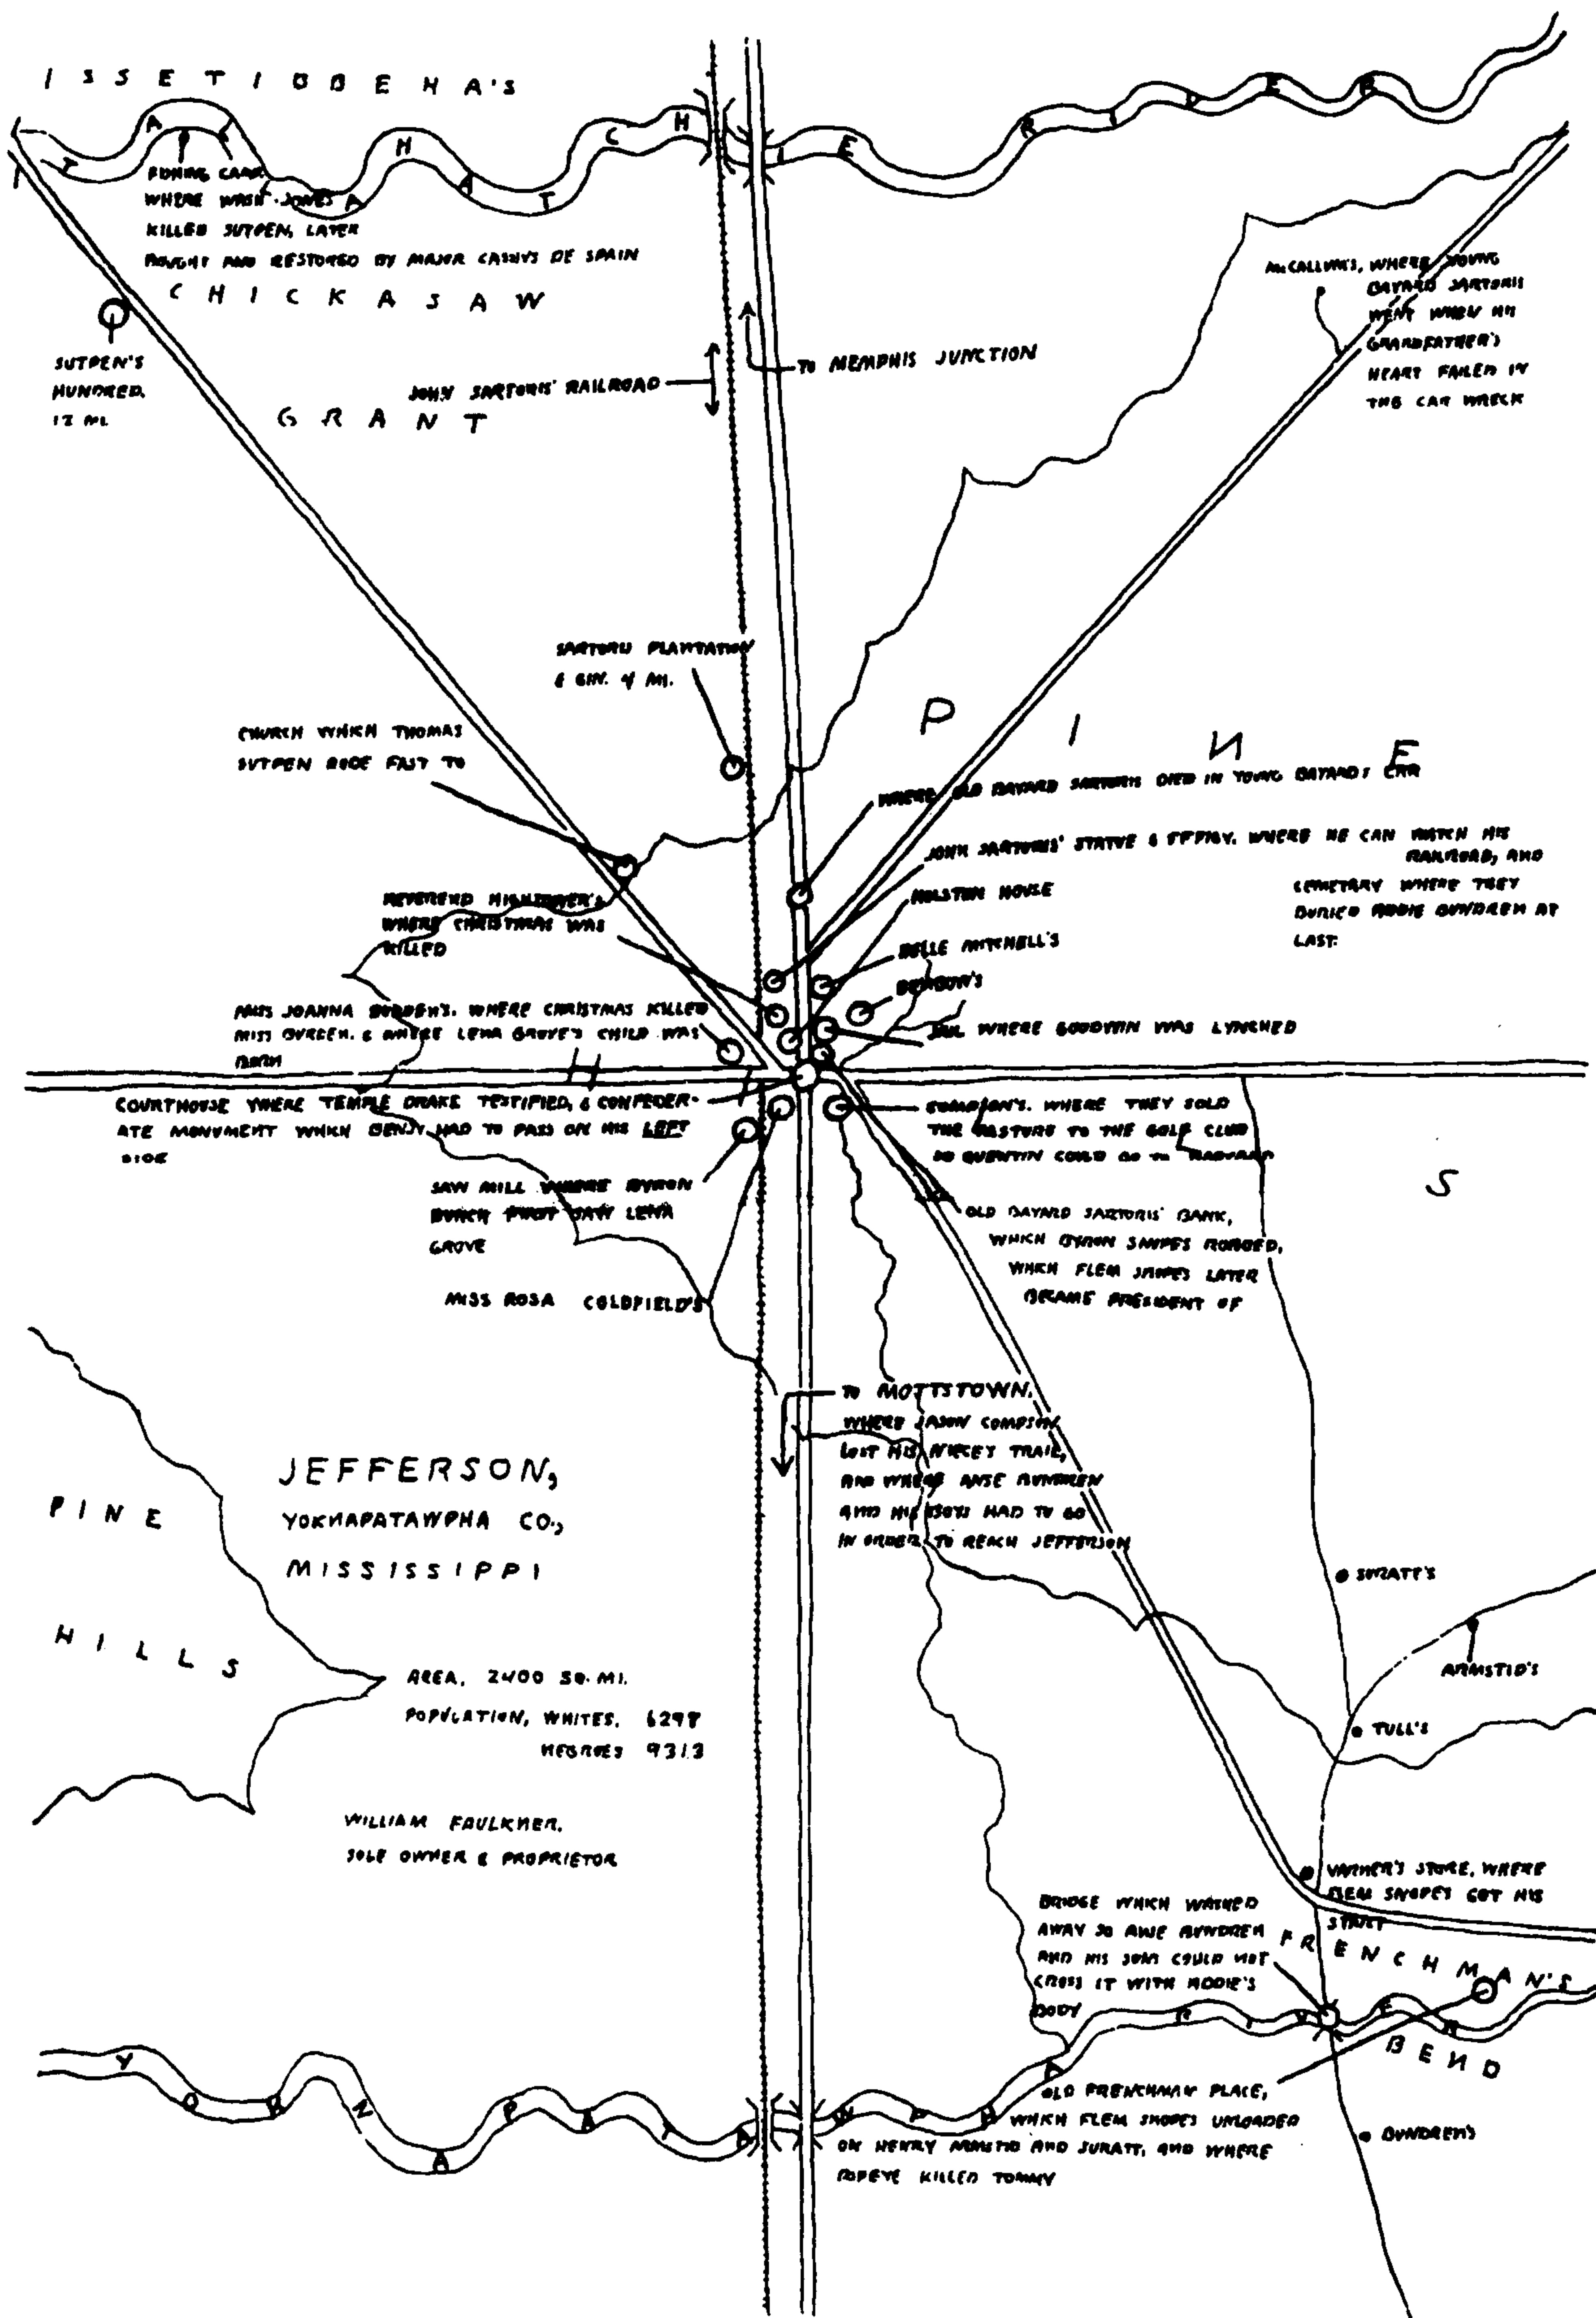 ISSETIBBEHA'S
TALLAHATCHIE RIVER
FISHING CAMP
WHERE WASH JONES
KILLED SUTPEN, LATER
BOUGHT AND RESTORED BY MAJOR CASSIUS DE SPAIN
CHICKASAW
GRANT
SUTPEN'S
HUNDRED,
12 MI.
JOHN SARTORIS' RAILROAD
TO MEMPHIS JUNCTION
McCALLUM'S, WHERE YOUNG
BAYARD SARTORIS
WENT WHEN HIS
GRANDFATHER'S
HEART FAILED IN
THE CAR WRECK
SARTORIS PLANTATION
& GIN. 4 MI.
CHURCH WHICH THOMAS
SUTPEN RODE FAST TO
PINE
WHERE OLD BAYARD SARTORIS DIED IN YOUNG BAYARD'S CAR
JOHN SARTORIS' STATUE & EFFIGY, WHERE HE CAN WATCH HIS
RAILROAD, AND
CEMETARY WHERE THEY
BURIED ADDIE BUNDREN AT
LAST.
REVEREND HIGHTOWER'S
WHERE CHRISTMAS WAS
KILLED
HOLSTON HOUSE
BELLE MITCHELL'S
BENBOW'S
JAIL WHERE GOODWIN WAS LYNCHED
MISS JOANNA BURDEN'S, WHERE CHRISTMAS KILLED
MISS BURDEN, & WHERE LENA GROVE'S CHILD WAS
BORN
H
COURTHOUSE WHERE TEMPLE DRAKE TESTIFIED, & CONFEDER-
ATE MONUMENT WHICH BENJY HAD TO PASS ON HIS LEFT
SIDE
COMPSON'S, WHERE THEY SOLD
THE PASTURE TO THE GOLF CLUB
SO QUENTIN COULD GO TO HARVARD
S
SAW MILL WHERE BYRON
BUNCH FIRST SAW LENA
GROVE
MISS ROSA COLDFIELD'S
OLD BAYARD SARTORIS' BANK,
WHICH BYRON SNOPES ROBBED,
WHICH FLEM SNOPES LATER
BECAME PRESIDENT OF
TO MOTTSTOWN,
WHERE JASON COMPSON
LOST HIS NIECE'S TRAIL,
AND WHERE ANSE BUNDREN
AND HIS BOYS HAD TO GO
IN ORDER TO REACH JEFFERSON
JEFFERSON,
YOKNAPATAWPHA CO.,
MISSISSIPPI
PINE
HILLS
AREA, 2400 SQ. MI.
POPULATION, WHITES, 6298
NEGROES 9313
WILLIAM FAULKNER,
SOLE OWNER & PROPRIETOR
SURATT'S
ARMSTID'S
TULL'S
VARNER'S STORE, WHERE
FLEM SNOPES GOT HIS
START
BRIDGE WHICH WASHED
AWAY SO ANSE BUNDREN
AND HIS SONS COULD NOT
CROSS IT WITH ADDIE'S
BODY
FRENCHMAN'S
BEND
YOKNAPATAWPHA RIVER
OLD FRENCHMAN PLACE,
WHICH FLEM SNOPES UNLOADED
ON HENRY ARMSTID AND SURATT, AND WHERE
POPEYE KILLED TOMMY
BUNDREN'S